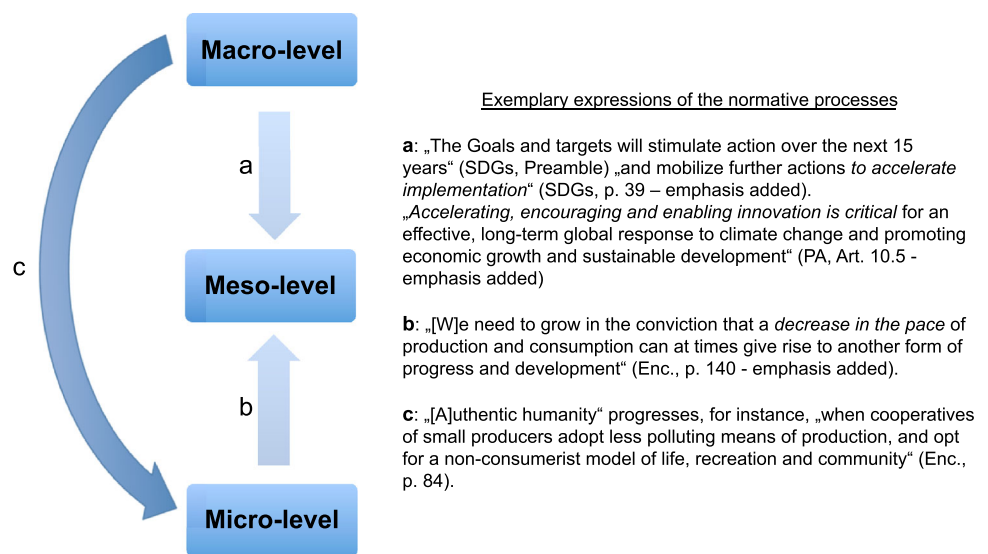 Macro-level
a
Meso-level
c
b
Micro-level
Exemplary expressions of the normative processes
a: „The Goals and targets will stimulate action over the next 15
years“ (SDGs, Preamble) „and mobilize further actions to accelerate
implementation“ (SDGs, p. 39 – emphasis added).
„Accelerating, encouraging and enabling innovation is critical for an
effective, long-term global response to climate change and promoting
economic growth and sustainable development“ (PA, Art. 10.5 -
emphasis added)
b: „[W]e need to grow in the conviction that a decrease in the pace of
production and consumption can at times give rise to another form of
progress and development“ (Enc., p. 140 - emphasis added).
c: „[A]uthentic humanity“ progresses, for instance, „when cooperatives
of small producers adopt less polluting means of production, and opt
for a non-consumerist model of life, recreation and community“ (Enc.,
p. 84).